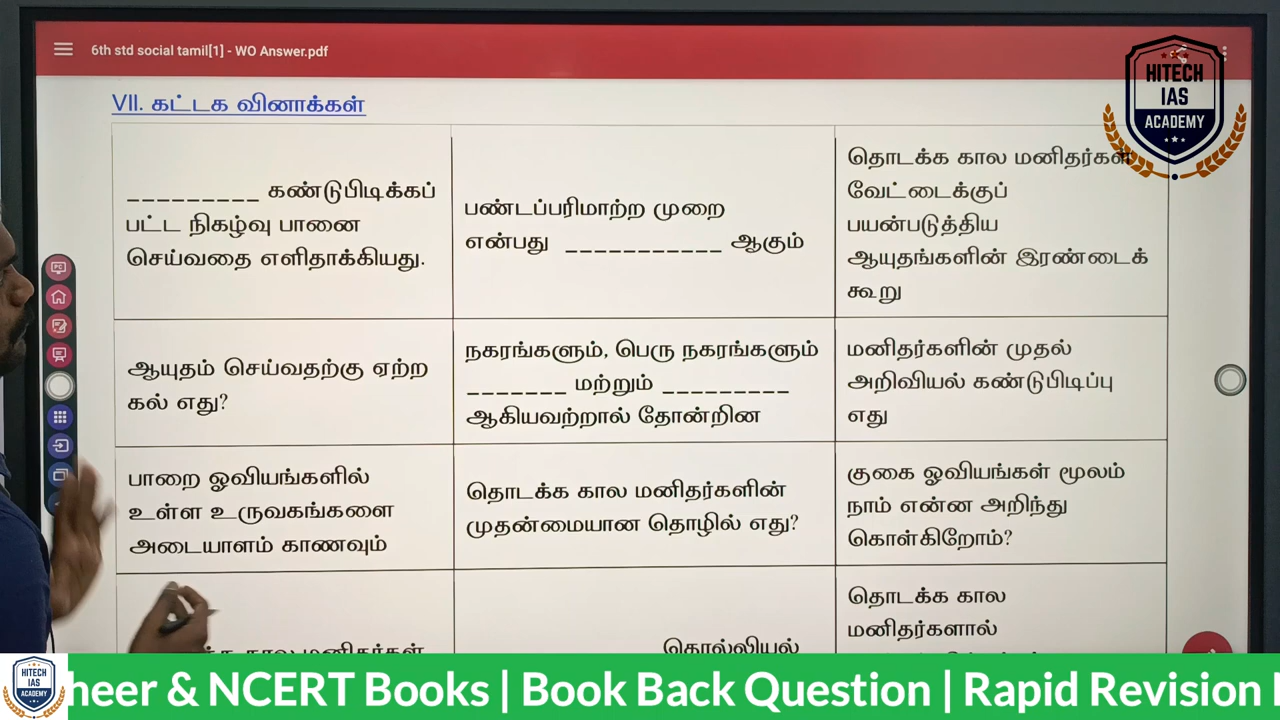 6th std social tamil[1] - WO Answer.pdf
HITECH
IAS
ACADEMY
VII. கட்டக வினாக்கள்
_________ கண்டுபிடிக்கப்
பட்ட நிகழ்வு பானை
செய்வதை எளிதாக்கியது.
பண்டப்பரிமாற்ற முறை
என்பது ___________ ஆகும்
தொடக்க கால மனிதர்கள்
வேட்டைக்குப்
பயன்படுத்திய
ஆயுதங்களின் இரண்டைக்
கூறு
ஆயுதம் செய்வதற்கு ஏற்ற
கல் எது?
நகரங்களும், பெரு நகரங்களும்
_______ மற்றும் _________
ஆகியவற்றால் தோன்றின
மனிதர்களின் முதல்
அறிவியல் கண்டுபிடிப்பு
எது
பாறை ஓவியங்களில்
உள்ள உருவகங்களை
அடையாளம் காணவும்
தொடக்க கால மனிதர்களின்
முதன்மையான தொழில் எது?
குகை ஓவியங்கள் மூலம்
நாம் என்ன அறிந்து
கொள்கிறோம்?
கால மனிதர்கள்
தொல்லியல்
தொடக்க கால
மனிதர்களால்
HITECH
IAS
ACADEMY
heer & NCERT Books | Book Back Question | Rapid Revision